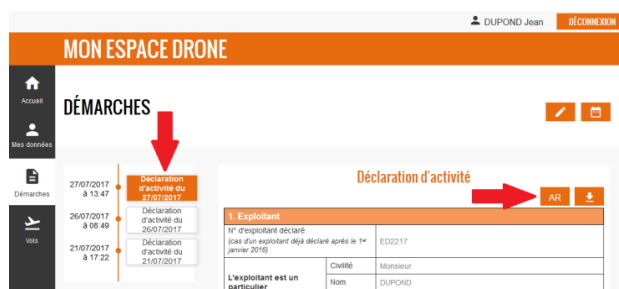 DUPOND Jean
DÉCONNEXION
MON ESPACE DRONE
Accueil
DÉMARCHES
Mes données
Démarches
Vols
27/07/2017
à 13:47
Déclaration
d'activité du
27/07/2017
26/07/2017
à 08:49
Déclaration
d'activité du
26/07/2017
21/07/2017
à 17:22
Déclaration
d'activité du
21/07/2017
Déclaration d'activité
AR
1. Exploitant
N° d'exploitant déclaré
(cas d'un exploitant déjà déclaré après le 1er
janvier 2016)
ED2217
L'exploitant est un
particulier
Civilité
Monsieur
Nom
DUPOND